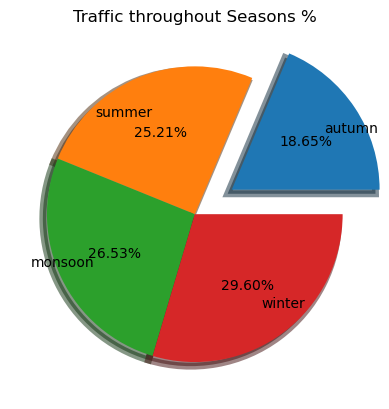 Traffic throughout Seasons %
summer
25.21%
autumn
18.65%
monsoon
26.53%
29.60%
winter